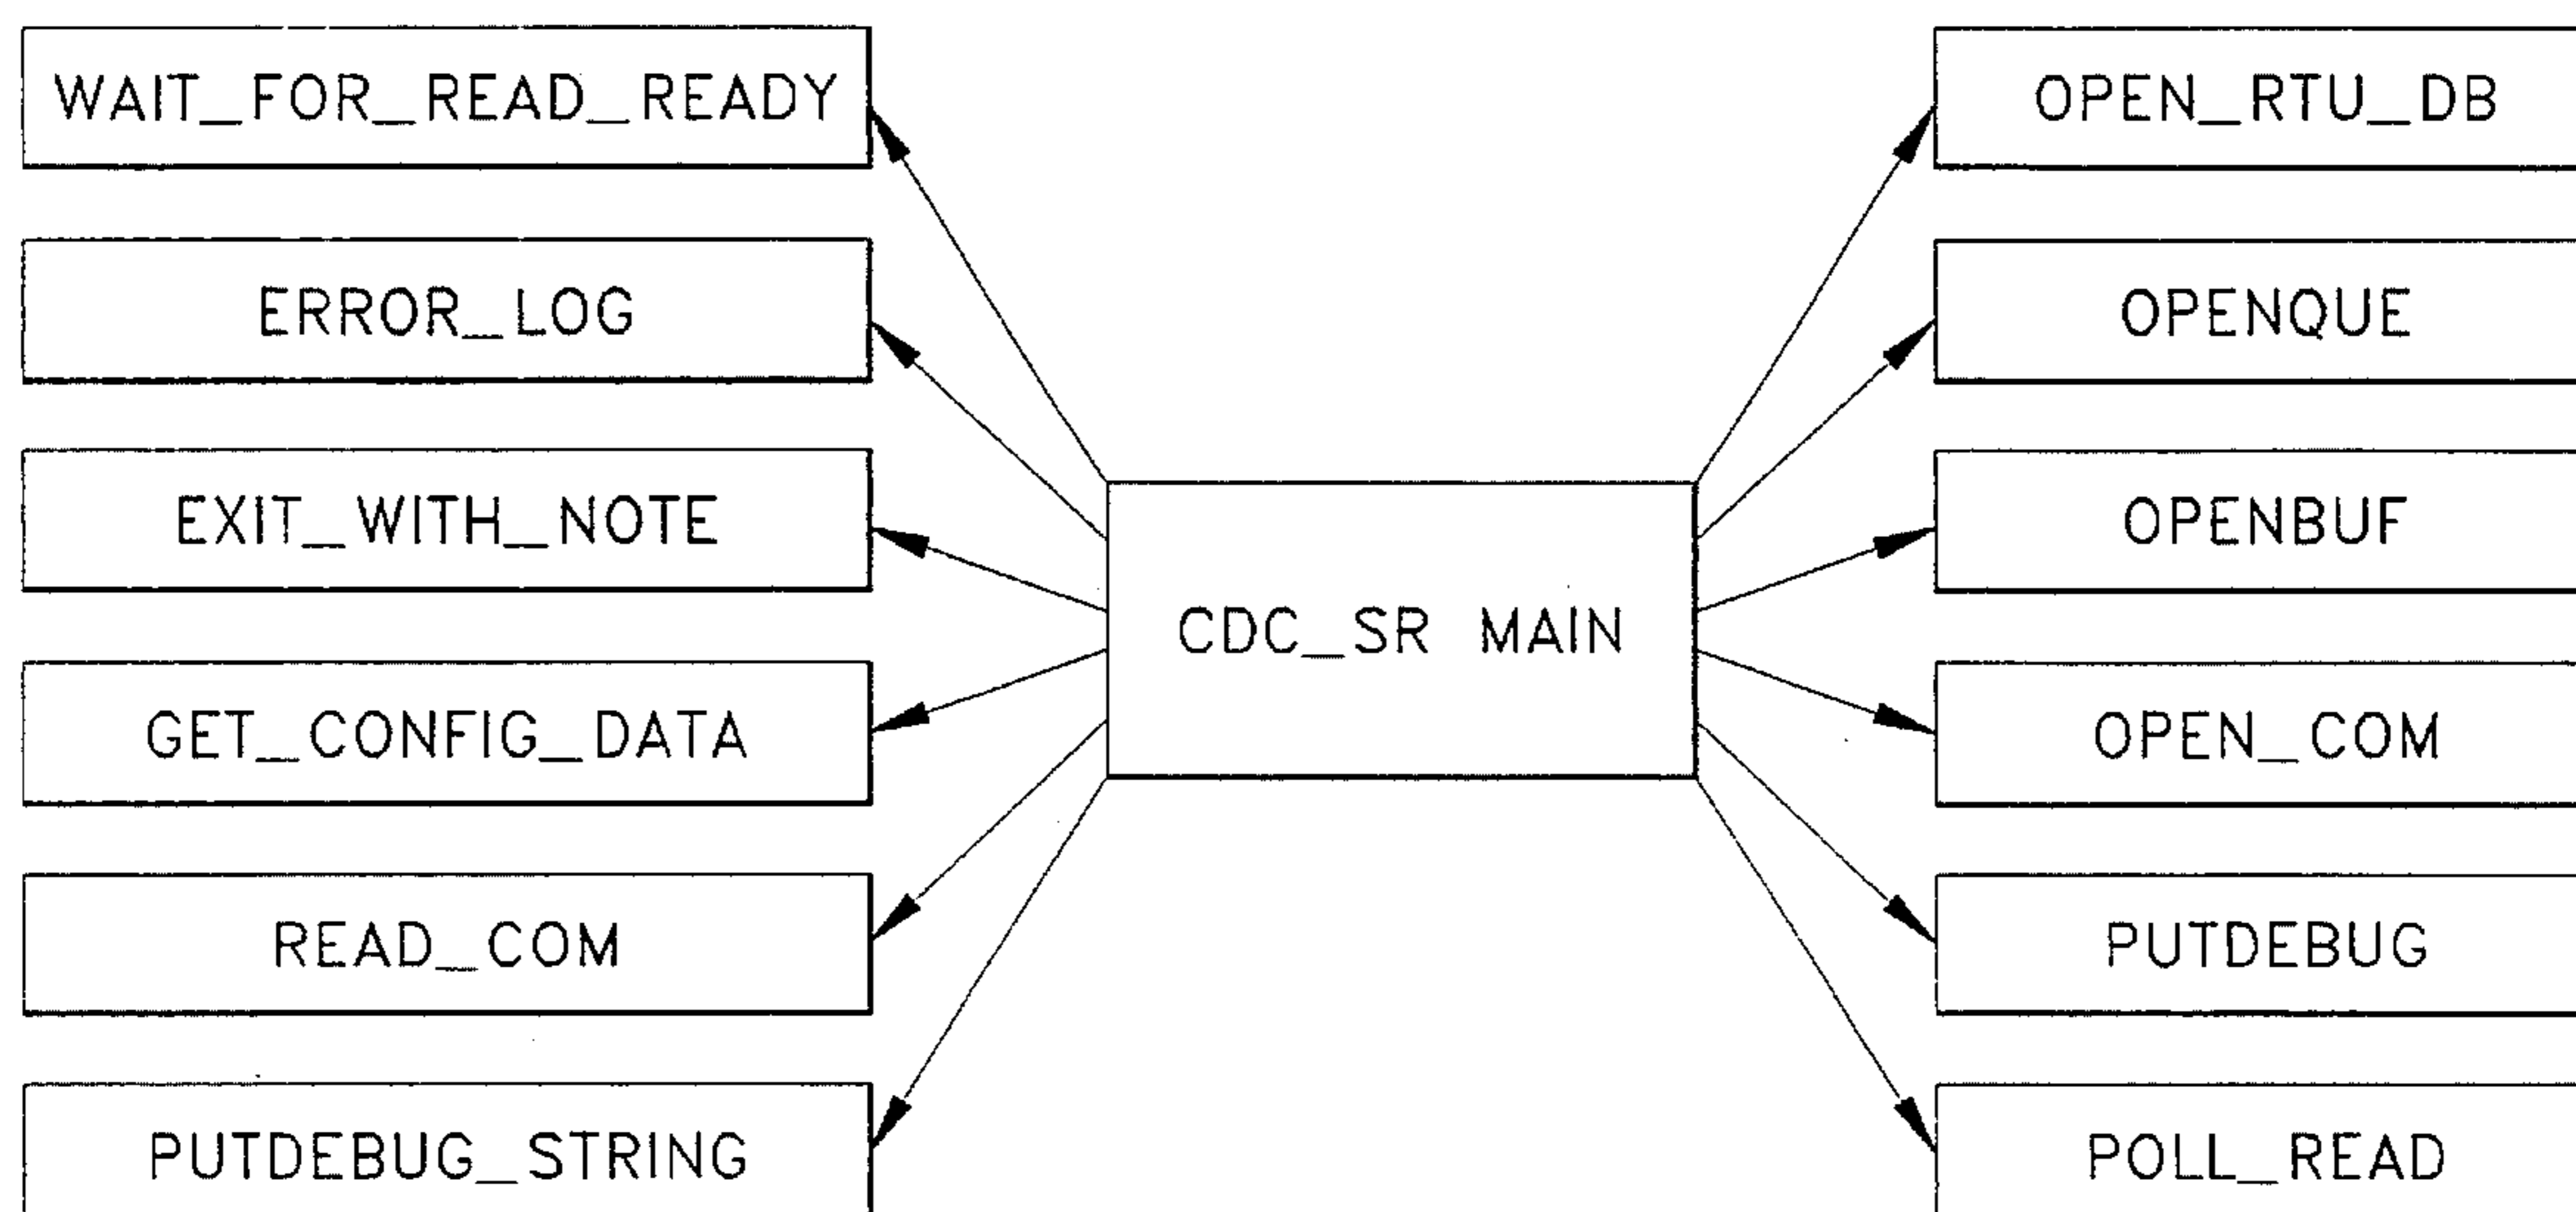 WAIT_FOR_READ_READY
OPEN_RTU_DB
ERROR_LOG
OPENQUE
EXIT_WITH_NOTE
OPENBUF
CDC_SR MAIN
GET_CONFIG_DATA
OPEN_COM
READ_COM
PUTDEBUG
PUTDEBUG_STRING
POLL_READ